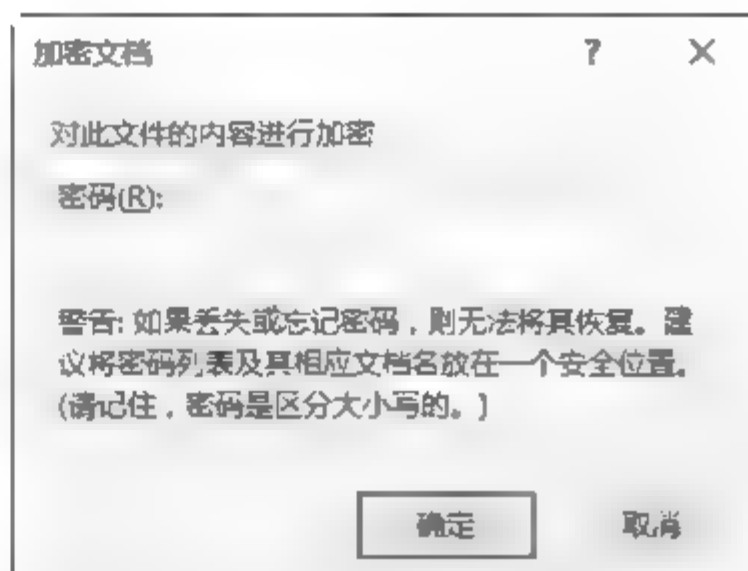 加密文档 ? ×
对此文件的内容进行加密
密码(R):
警告: 如果丢失或忘记密码，则无法将其恢复。建
议将密码列表及其相应文档名放在一个安全位置。
(请记住，密码是区分大小写的。)
确定 取消